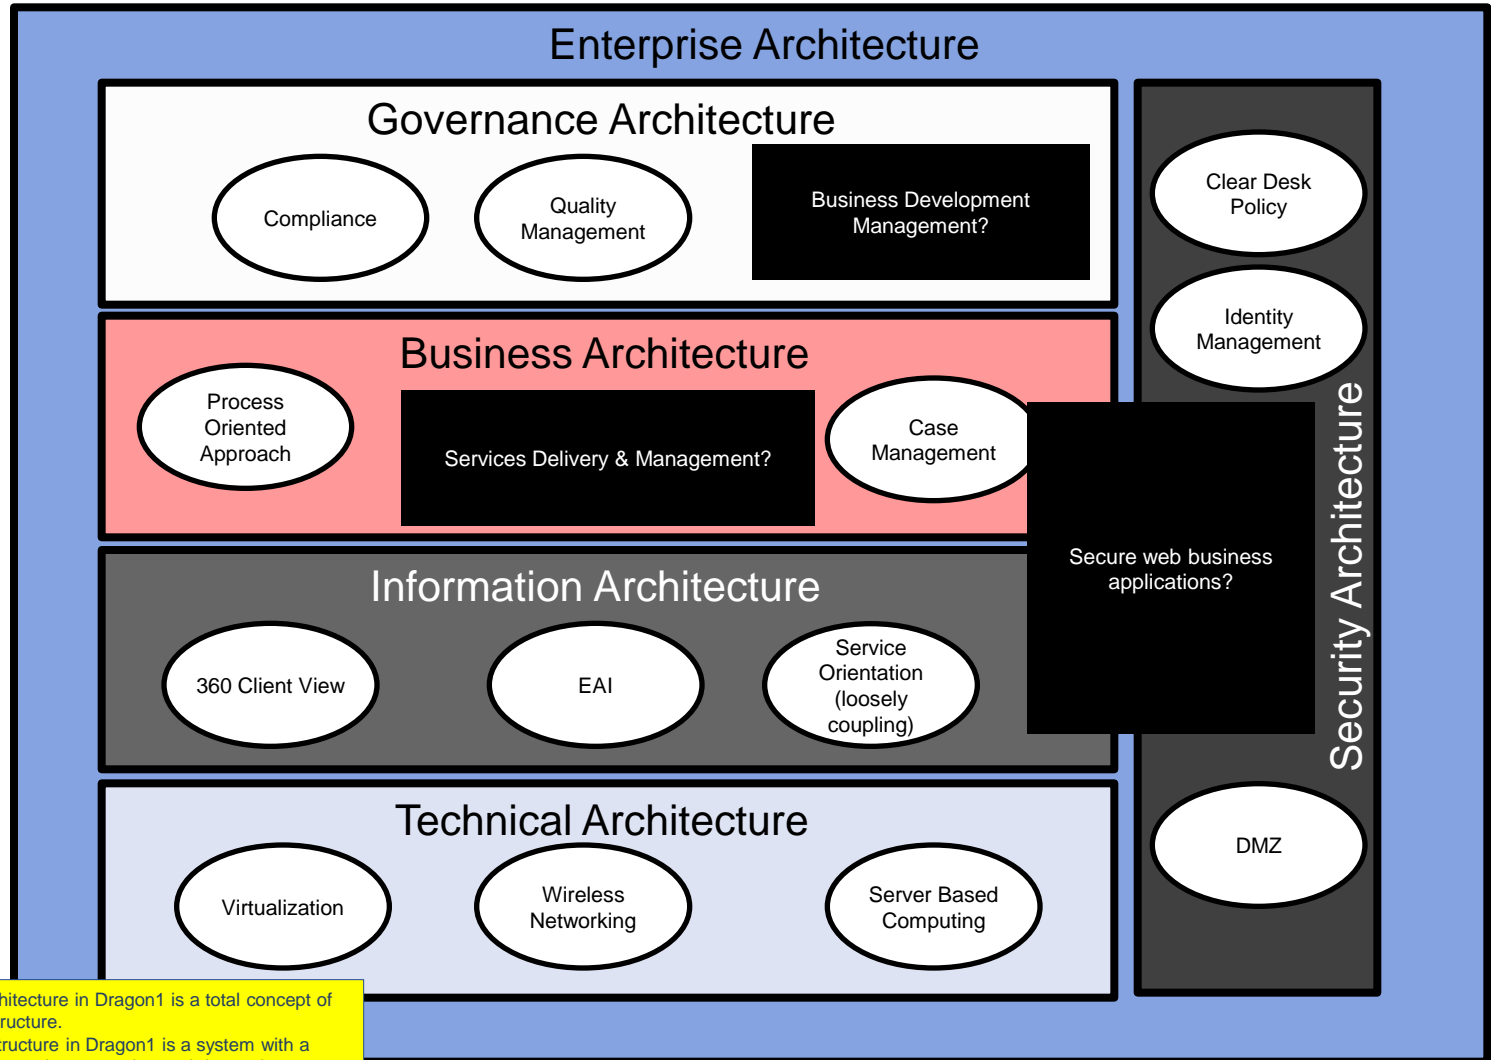 Enterprise Architecture
Governance Architecture
Compliance
Quality
Management
Business Development
Management?
Clear Desk
Policy
Identity
Management
Business Architecture
Process
Oriented
Approach
Services Delivery & Management?
Case
Management
Secure web business
applications?
Security Architecture
Information Architecture
360 Client View
EAI
Service
Orientation
(loosely
coupling)
Technical Architecture
Virtualization
Wireless
Networking
Server Based
Computing
DMZ
hitecture in Dragon1 is a total concept of
ructure.
tructure in Dragon1 is a system with a